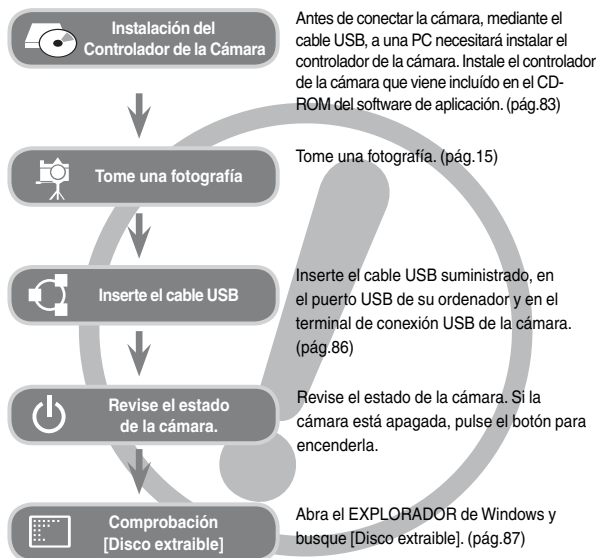 Instalación del
Controlador de la Cámara
Antes de conectar la cámara, mediante el
cable USB, a una PC necesitará instalar el
controlador de la cámara. Instale el controlador
de la cámara que viene incluído en el CD-
ROM del software de aplicación. (pág.83)
Tome una fotografía
Tome una fotografía. (pág.15)
Inserte el cable USB
Inserte el cable USB suministrado, en
el puerto USB de su ordenador y en el
terminal de conexión USB de la cámara.
(pág.86)
Revise el estado
de la cámara.
Revise el estado de la cámara. Si la
cámara está apagada, pulse el botón para
encenderla.
Comprobación
[Disco extraible]
Abra el EXPLORADOR de Windows y
busque [Disco extraible]. (pág.87)